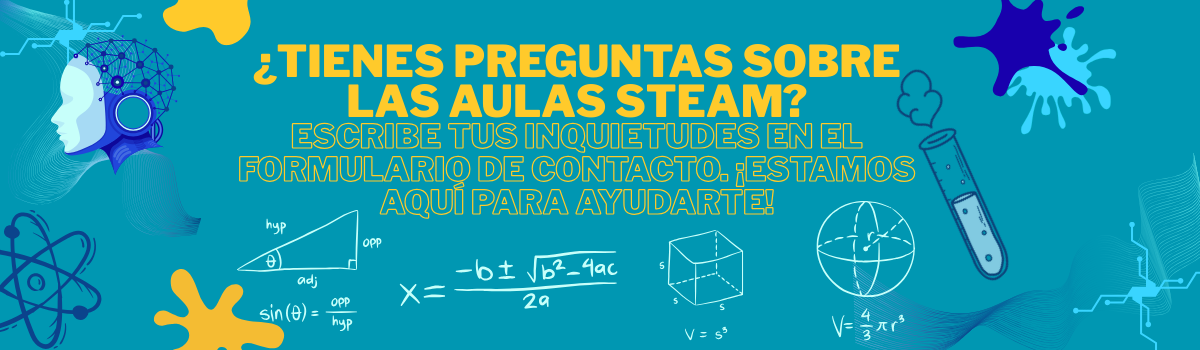 ¿TIENES PREGUNTAS SOBRE
LAS AULAS STEAM?
ESCRIBE TUS INQUIETUDES EN EL
FORMULARIO DE CONTACTO. ¡ESTAMOS
AQUÍ PARA AYUDARTE!
hyp
opp
θ
adj
sin(θ) = opp/hyp
x = (-b ± √(b² - 4ac))/2a
s
s
s
V = s³
r
V = 4/3 πr³